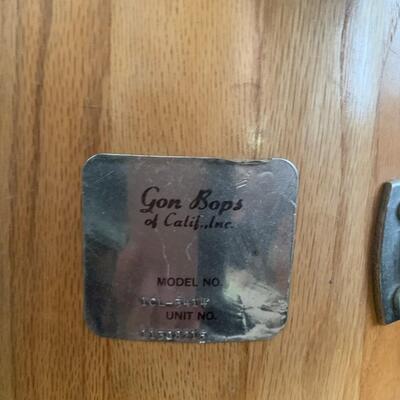 Gon Bops
of Calif., Inc.
MODEL NO.
UNIT NO.